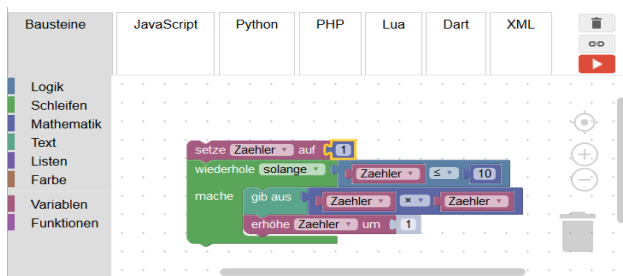 Bausteine JavaScript Python PHP Lua Dart XML
Logik
Schleifen
Mathematik
Text
Listen
Farbe
Variablen
Funktionen
setze Zaehler auf 1
wiederhole solange Zaehler ≤ 10
mache gib aus Zaehler × Zaehler
erhöhe Zaehler um 1